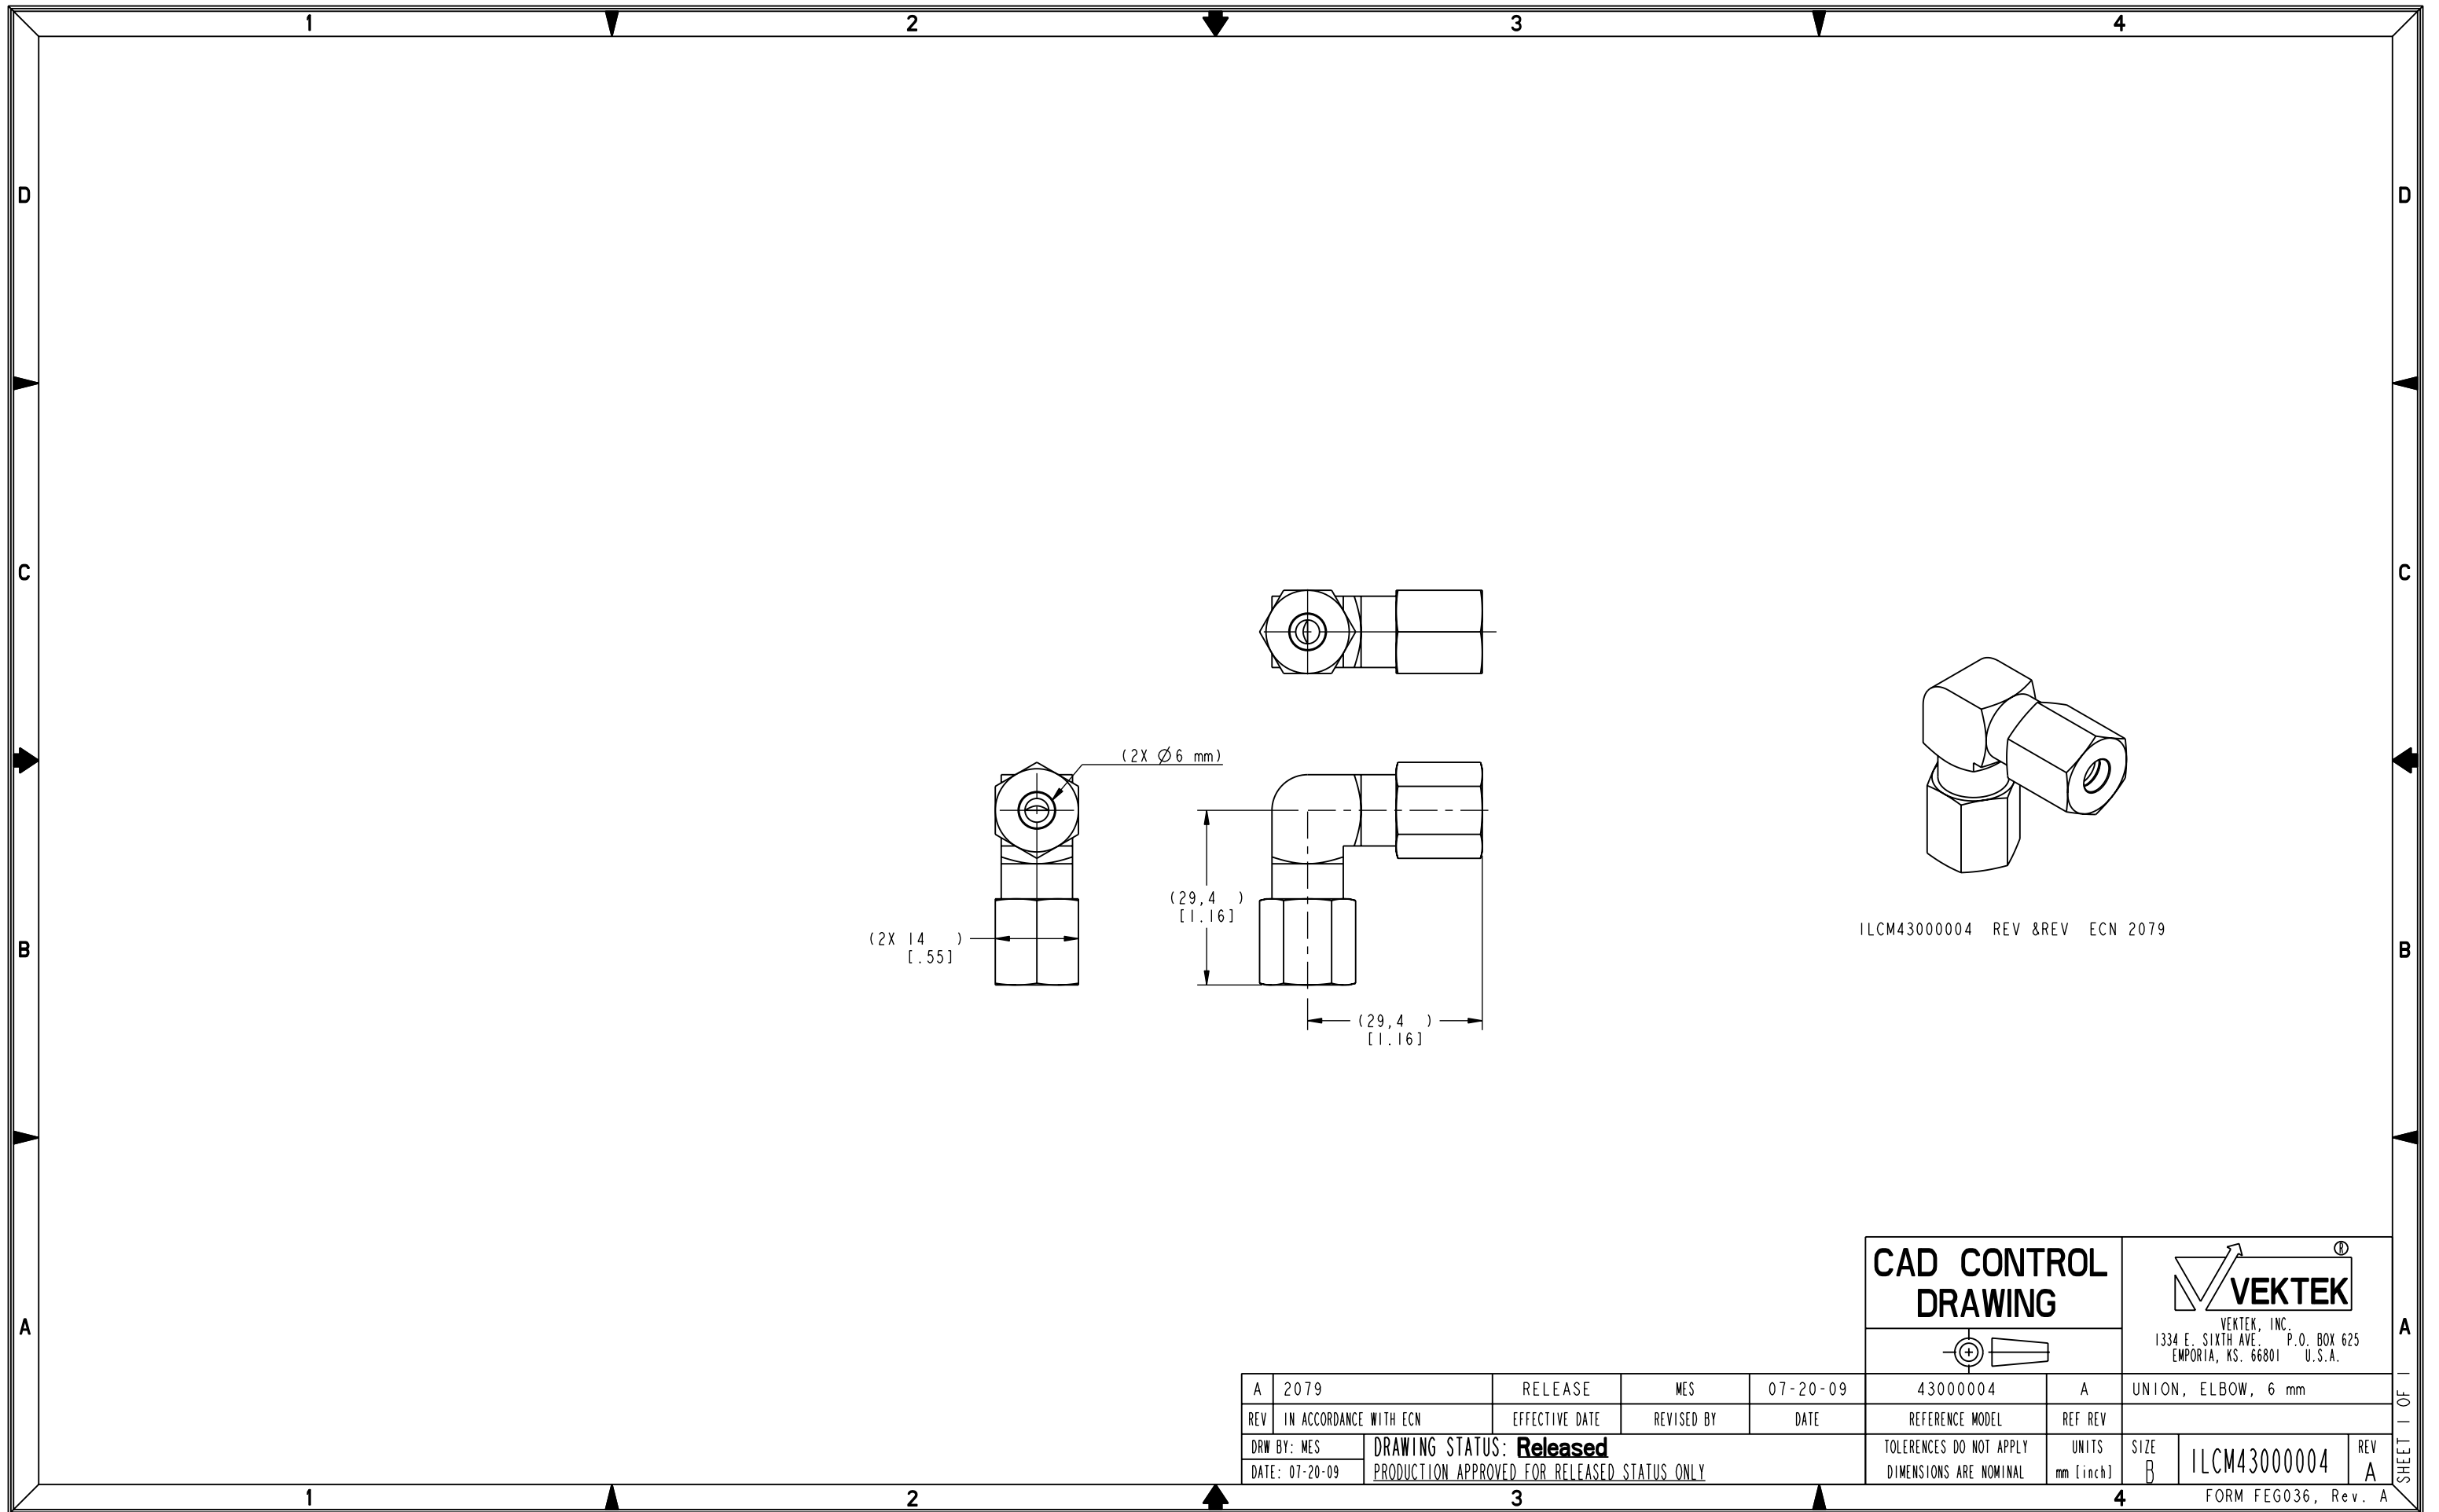 1 2 3 4
D D
C C
(2X Ø6 mm)
(29,4 )
[1.16]
(2X 14 )
[.55]
(29,4 )
[1.16]
ILCM43000004 REV &REV ECN 2079
B B
A A
CAD CONTROL
DRAWING
®
VEKTEK
VEKTEK, INC.
1334 E. SIXTH AVE. P.O. BOX 625
EMPORIA, KS. 66801 U.S.A.
A 2079 RELEASE MES 07-20-09 43000004 A UNION, ELBOW, 6 mm
REV IN ACCORDANCE WITH ECN EFFECTIVE DATE REVISED BY DATE REFERENCE MODEL REF REV
DRW BY: MES DRAWING STATUS: Released TOLERENCES DO NOT APPLY UNITS SIZE ILCM43000004 REV
DATE: 07-20-09 PRODUCTION APPROVED FOR RELEASED STATUS ONLY DIMENSIONS ARE NOMINAL mm [inch] B A
SHEET 1 OF 1
FORM FEG036, Rev. A
1 2 3 4